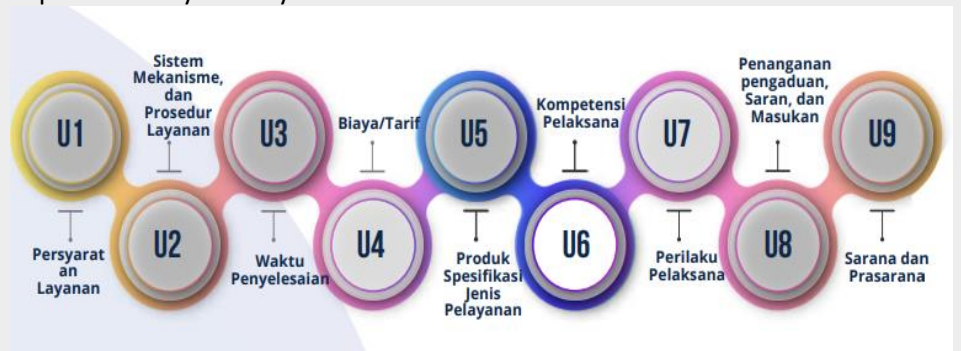 U1
Persyarat
an
Layanan
Sistem
Mekanisme,
dan
Prosedur
Layanan
U2
U3
Waktu
Penyelesaian
Biaya/Tarif
U4
U5
Produk
Spesifikasi
Jenis
Pelayanan
Kompetensi
Pelaksana
U6
U7
Perilaku
Pelaksana
Penanganan
pengaduan,
Saran, dan
Masukan
U8
U9
Sarana dan
Prasarana